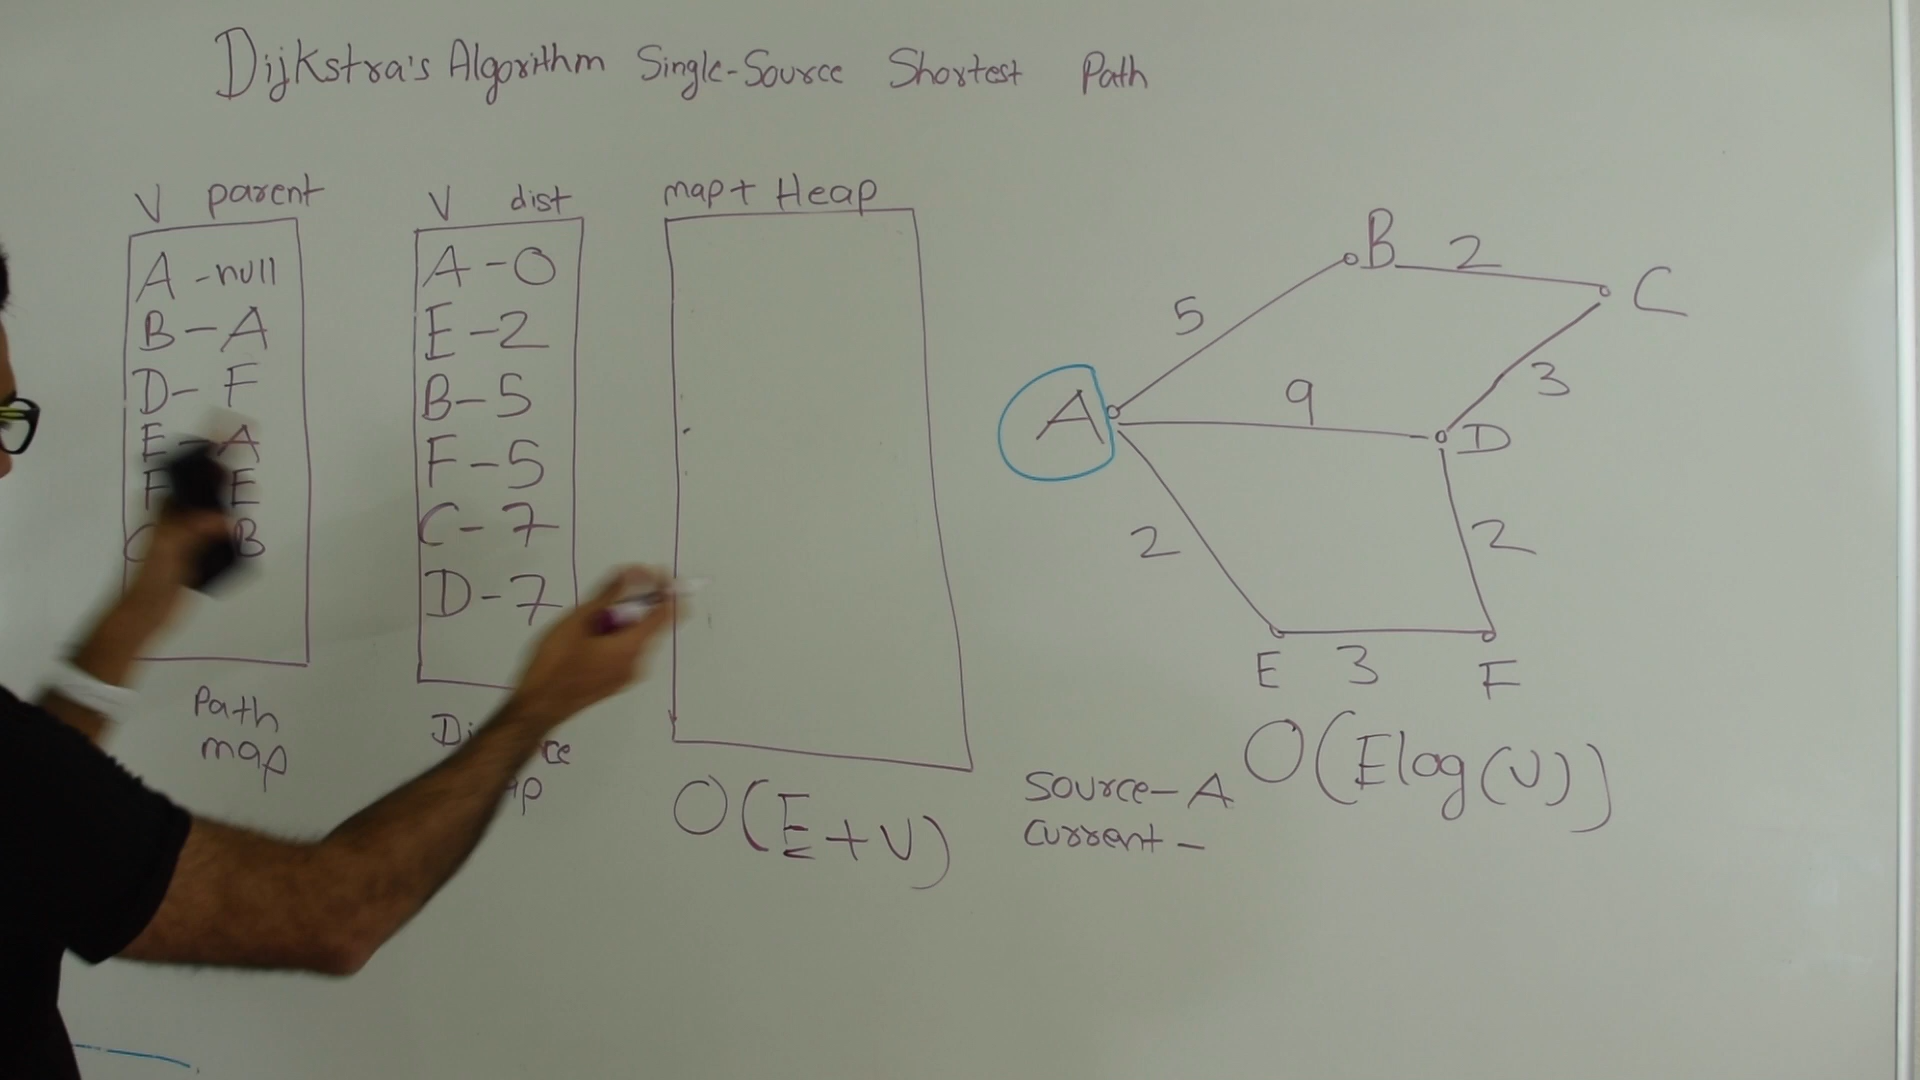 Dijkstra's Algorithm Single-Source Shortest Path
V parent
A - null
B - A
D - F
E - A
F E
C B
Path
map
V dist
A - 0
E - 2
B - 5
F - 5
C - 7
D - 7
map + Heap
O(E + V)
B 2
C
5
9
3
A
D
2
2
E 3 F
Source - A
Current -
O(E log(V))